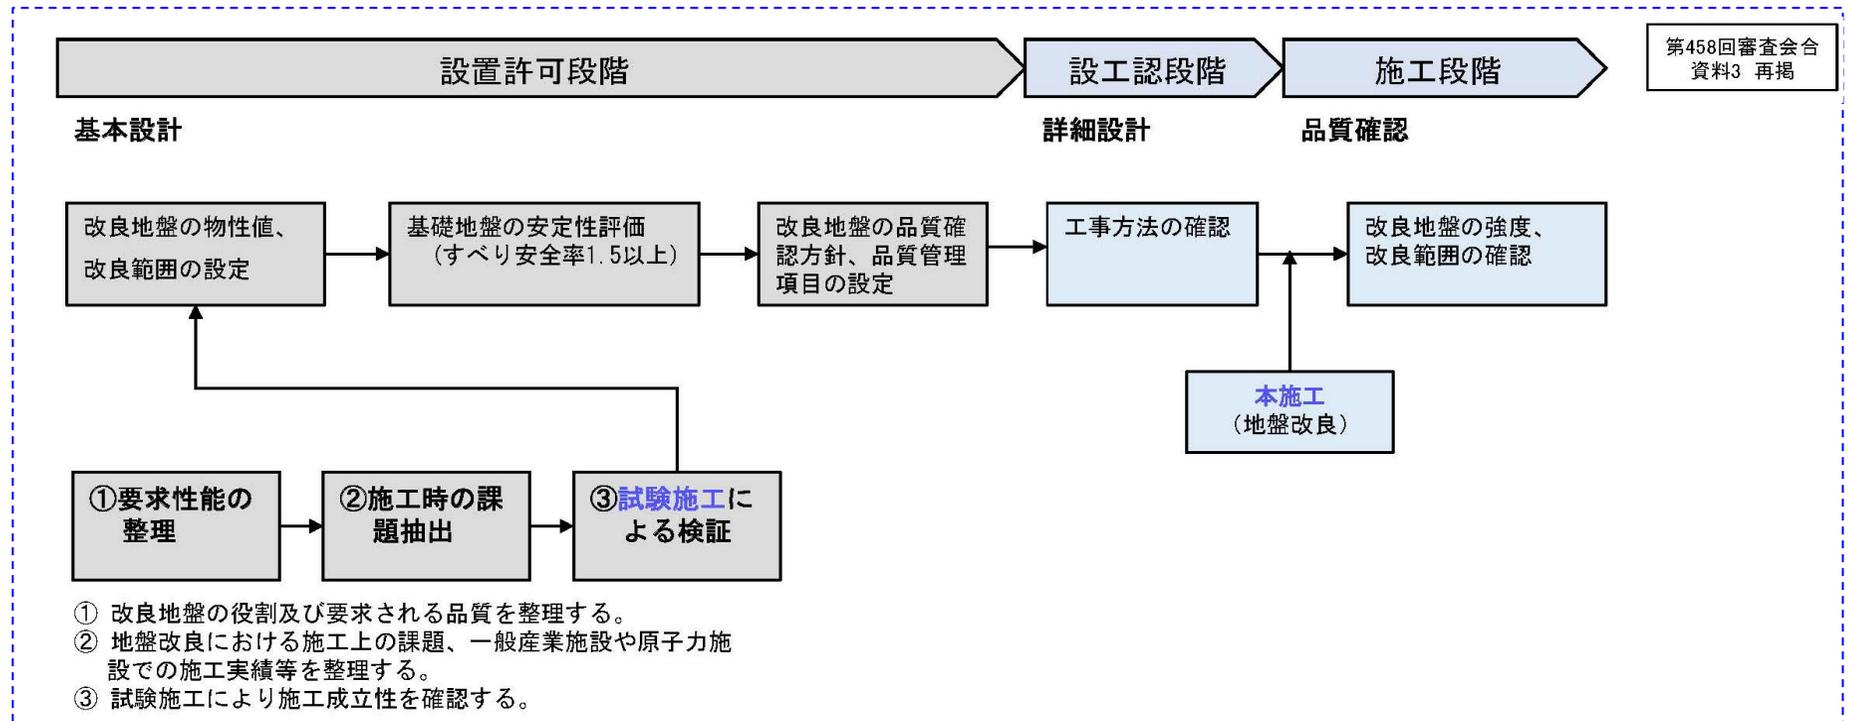 第458回審査会合
資料3 再掲
設置許可段階
設工認段階
施工段階
基本設計
詳細設計
品質確認
改良地盤の物性値、
改良範囲の設定
基礎地盤の安定性評価
(すべり安全率1.5以上)
改良地盤の品質確
認方針、品質管理
項目の設定
工事方法の確認
改良地盤の強度、
改良範囲の確認
本施工
(地盤改良)
①要求性能の
整理
②施工時の課
題抽出
③試験施工に
よる検証
① 改良地盤の役割及び要求される品質を整理する。
② 地盤改良における施工上の課題、一般産業施設や原子力施
設での施工実績等を整理する。
③ 試験施工により施工成立性を確認する。